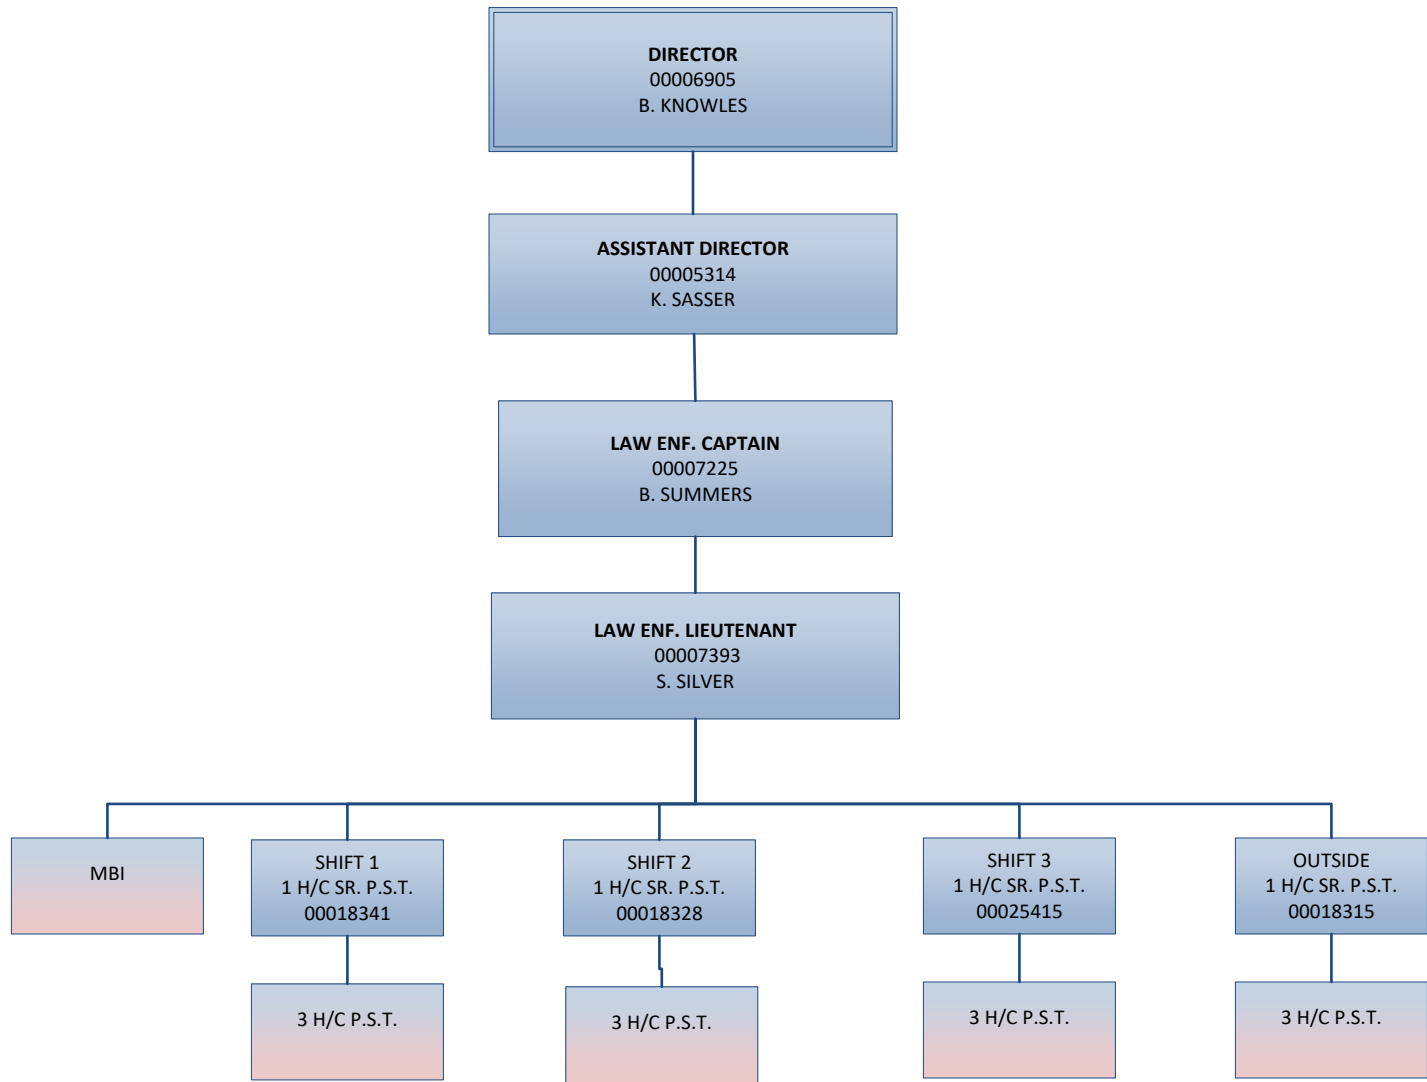 DIRECTOR
00006905
B. KNOWLES
ASSISTANT DIRECTOR
00005314
K. SASSER
LAW ENF. CAPTAIN
00007225
B. SUMMERS
LAW ENF. LIEUTENANT
00007393
S. SILVER
MBI
SHIFT 1
1 H/C SR. P.S.T.
00018341
SHIFT 2
1 H/C SR. P.S.T.
00018328
SHIFT 3
1 H/C SR. P.S.T.
00025415
OUTSIDE
1 H/C SR. P.S.T.
00018315
3 H/C P.S.T.
3 H/C P.S.T.
3 H/C P.S.T.
3 H/C P.S.T.